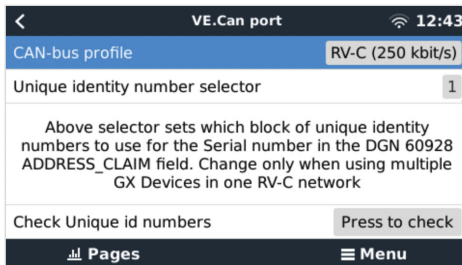 VE.Can port 12:43
CAN-bus profile RV-C (250 kbit/s)
Unique identity number selector 1
Above selector sets which block of unique identity
numbers to use for the Serial number in the DGN 60928
ADDRESS_CLAIM field. Change only when using multiple
GX Devices in one RV-C network
Check Unique id numbers Press to check
Pages Menu